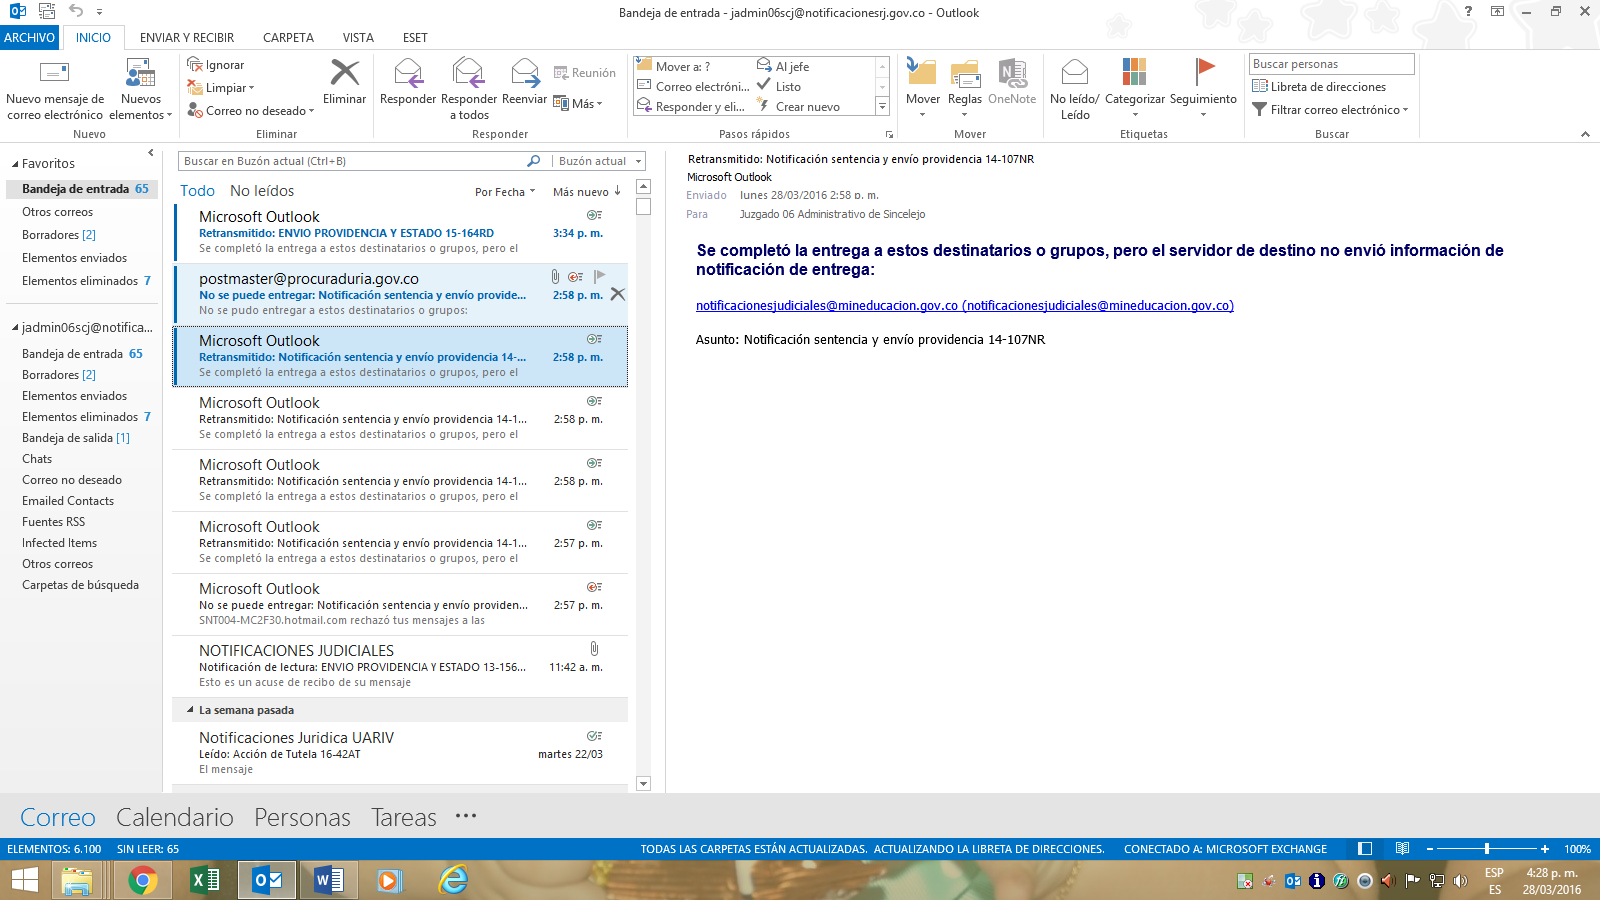 Bandeja de entrada - jadmin06scj@notificacionesrj.gov.co - Outlook
ARCHIVO INICIO ENVIAR Y RECIBIR CARPETA VISTA ESET
Nuevo mensaje de correo electrónico
Nuevos elementos
Nuevo
Ignorar
Limpiar
Correo no deseado
Eliminar
Eliminar
Responder
Responder a todos
Reenviar
Reunión
Más
Responder
Mover a: ?
Correo electróni...
Responder y eli...
Al jefe
Listo
Crear nuevo
Pasos rápidos
Mover
Reglas
OneNote
Mover
No leído/ Leído
Categorizar
Seguimiento
Etiquetas
Buscar personas
Libreta de direcciones
Filtrar correo electrónico
Buscar
Favoritos
Bandeja de entrada 65
Otros correos
Borradores [2]
Elementos enviados
Elementos eliminados 7
jadmin06scj@notifica...
Bandeja de entrada 65
Borradores [2]
Elementos enviados
Elementos eliminados 7
Bandeja de salida [1]
Chats
Correo no deseado
Emailed Contacts
Fuentes RSS
Infected Items
Otros correos
Carpetas de búsqueda
Buscar en Buzón actual (Ctrl+B)
Buzón actual
Todo No leídos
Por Fecha Más nuevo
Microsoft Outlook
Retransmitido: ENVIO PROVIDENCIA Y ESTADO 15-164RD 3:34 p. m.
Se completó la entrega a estos destinatarios o grupos, pero el
postmaster@procuraduria.gov.co
No se puede entregar: Notificación sentencia y envío provide... 2:58 p. m.
No se pudo entregar a estos destinatarios o grupos:
Microsoft Outlook
Retransmitido: Notificación sentencia y envío providencia 14-... 2:58 p. m.
Se completó la entrega a estos destinatarios o grupos, pero el
Microsoft Outlook
Retransmitido: Notificación sentencia y envío providencia 14-1... 2:58 p. m.
Se completó la entrega a estos destinatarios o grupos, pero el
Microsoft Outlook
Retransmitido: Notificación sentencia y envío providencia 14-1... 2:58 p. m.
Se completó la entrega a estos destinatarios o grupos, pero el
Microsoft Outlook
Retransmitido: Notificación sentencia y envío providencia 14-1... 2:57 p. m.
Se completó la entrega a estos destinatarios o grupos, pero el
Microsoft Outlook
No se puede entregar: Notificación sentencia y envío providen... 2:57 p. m.
SNT004-MC2F30.hotmail.com rechazó tus mensajes a las
NOTIFICACIONES JUDICIALES
Notificación de lectura: ENVIO PROVIDENCIA Y ESTADO 13-156... 11:42 a. m.
Esto es un acuse de recibo de su mensaje
La semana pasada
Notificaciones Juridica UARIV
Leído: Acción de Tutela 16-42AT martes 22/03
El mensaje
Retransmitido: Notificación sentencia y envío providencia 14-107NR
Microsoft Outlook
Enviado lunes 28/03/2016 2:58 p. m.
Para Juzgado 06 Administrativo de Sincelejo
Se completó la entrega a estos destinatarios o grupos, pero el servidor de destino no envió información de
notificación de entrega:
notificacionesjudiciales@mineducacion.gov.co (notificacionesjudiciales@mineducacion.gov.co)
Asunto: Notificación sentencia y envío providencia 14-107NR
Correo Calendario Personas Tareas ...
ELEMENTOS: 6.100 SIN LEER: 65 TODAS LAS CARPETAS ESTÁN ACTUALIZADAS. ACTUALIZANDO LA LIBRETA DE DIRECCIONES. CONECTADO A: MICROSOFT EXCHANGE 100%
ESP 4:28 p. m.
ES 28/03/2016